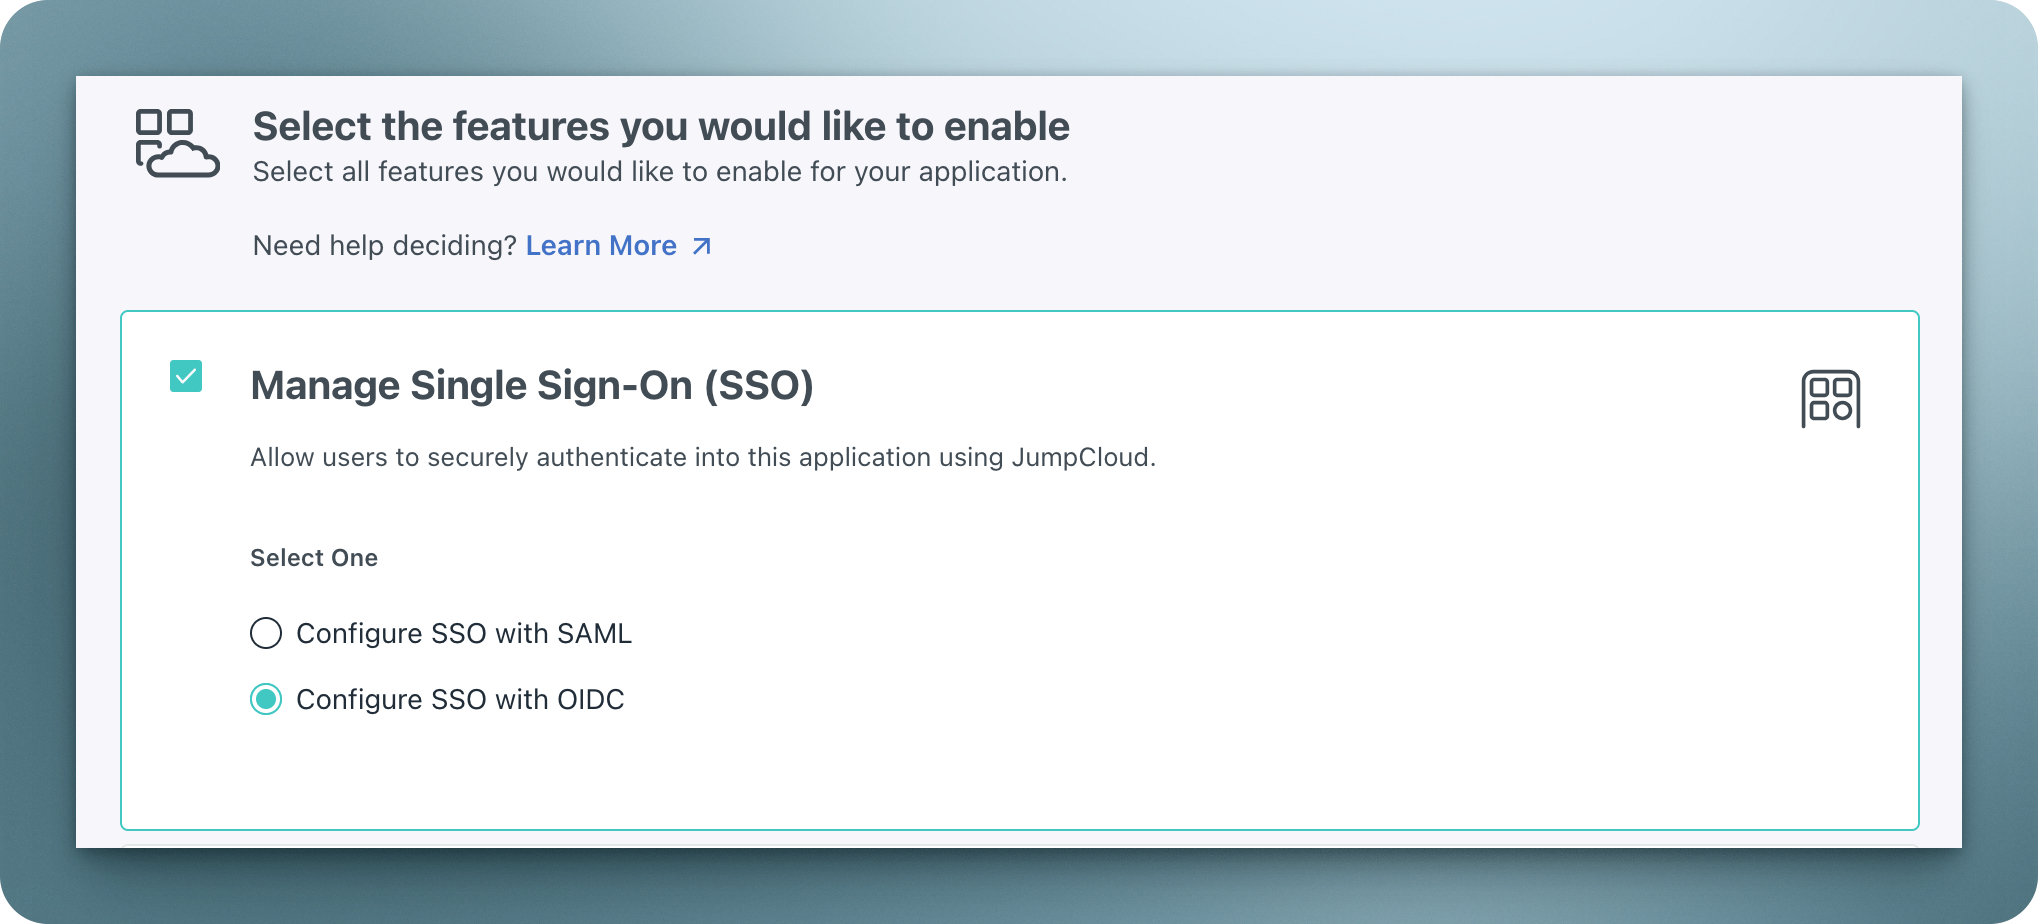 Select the features you would like to enable
Select all features you would like to enable for your application.
Need help deciding? Learn More
Manage Single Sign-On (SSO)
Allow users to securely authenticate into this application using JumpCloud.
Select One
Configure SSO with SAML
Configure SSO with OIDC